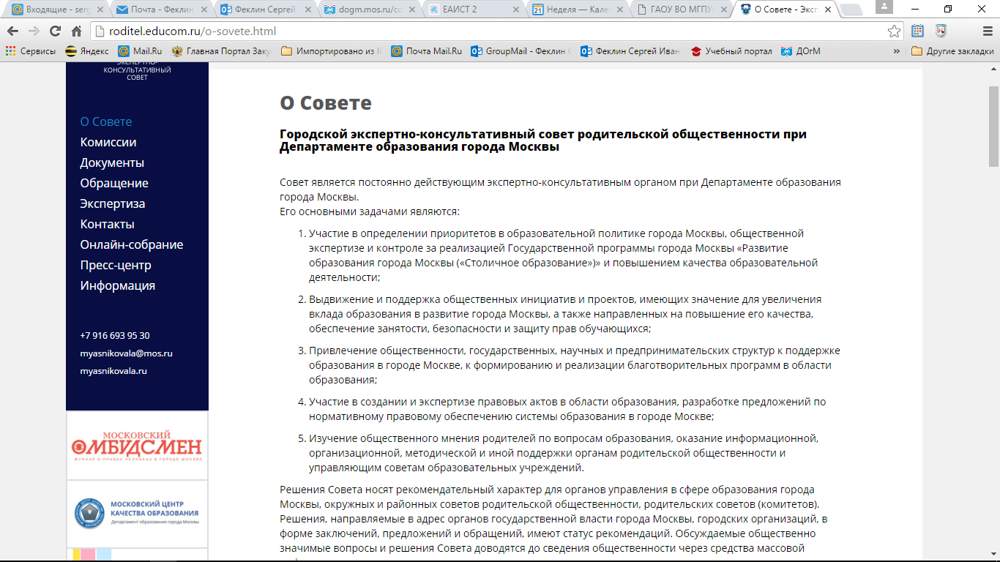 Входящие - serg
Почта - Феклин
Феклин Сергей
dogm.mos.ru/co
ЕАИСТ 2
Неделя — Кале
ГАОУ ВО МГПУ
О Совете - Эксп
roditel.educom.ru/o-sovete.html
Сервисы
Яндекс
Mail.Ru
Главная Портал Заку
Импортировано из IE
Почта Mail.Ru
GroupMail - Феклин
Феклин Сергей Иван
Учебный портал
ДОгМ
»
Другие закладки
ЭКСПЕРТНО-
КОНСУЛЬТАТИВНЫЙ
СОВЕТ
О Совете
Комиссии
Документы
Обращение
Экспертиза
Контакты
Онлайн-собрание
Пресс-центр
Информация
+7 916 693 95 30
myasnikovala@mos.ru
myasnikovala.ru
МОСКОВСКИЙ
ОМБУДСМЕН
ЖУРНАЛ О ПРАВАХ ЧЕЛОВЕКА В ГОРОДЕ МОСКВЕ
МОСКОВСКИЙ ЦЕНТР
КАЧЕСТВА ОБРАЗОВАНИЯ
Департамент образования города Москвы
О Совете
Городской экспертно-консультативный совет родительской общественности при
Департаменте образования города Москвы
Совет является постоянно действующим экспертно-консультативным органом при Департаменте образования
города Москвы.
Его основными задачами являются:
1. Участие в определении приоритетов в образовательной политике города Москвы, общественной
экспертизе и контроле за реализацией Государственной программы города Москвы «Развитие
образования города Москвы («Столичное образование»)» и повышением качества образовательной
деятельности;
2. Выдвижение и поддержка общественных инициатив и проектов, имеющих значение для увеличения
вклада образования в развитие города Москвы, а также направленных на повышение его качества,
обеспечение занятости, безопасности и защиту прав обучающихся;
3. Привлечение общественности, государственных, научных и предпринимательских структур к поддержке
образования в городе Москве, к формированию и реализации благотворительных программ в области
образования;
4. Участие в создании и экспертизе правовых актов в области образования, разработке предложений по
нормативному правовому обеспечению системы образования в городе Москве;
5. Изучение общественного мнения родителей по вопросам образования, оказание информационной,
организационной, методической и иной поддержки органам родительской общественности и
управляющим советам образовательных учреждений.
Решения Совета носят рекомендательный характер для органов управления в сфере образования города
Москвы, окружных и районных советов родительской общественности, родительских советов (комитетов).
Решения, направляемые в адрес органов государственной власти города Москвы, городских организаций, в
форме заключений, предложений и обращений, имеют статус рекомендаций. Обсуждаемые общественно
значимые вопросы и решения Совета доводятся до сведения общественности через средства массовой